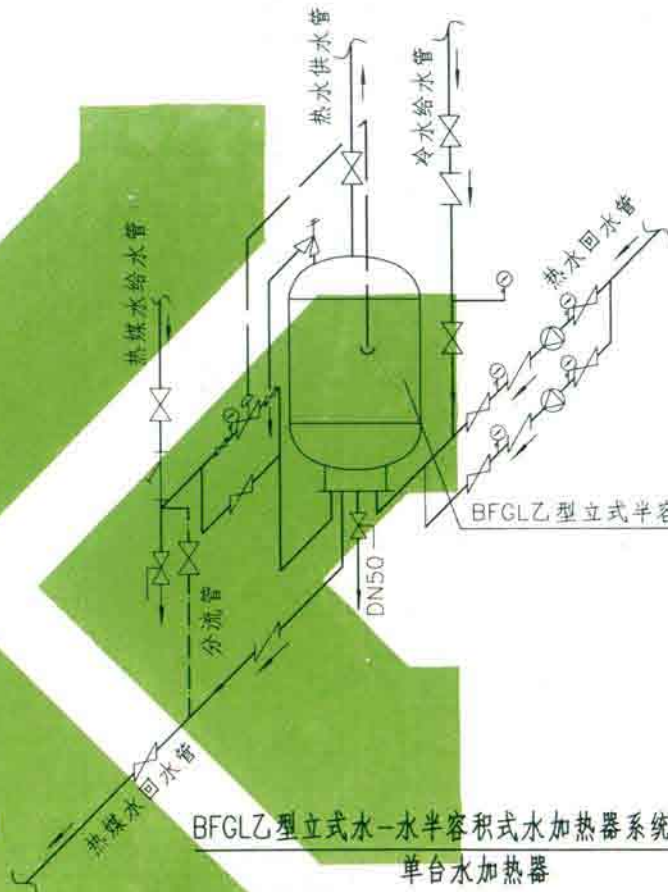 热水供水管
冷水给水管
热媒水给水管
热水回水管
BFGL乙型立式半容
DN50
分流管
热媒水回水管
BFGL乙型立式水-水半容积式水加热器系统
单台水加热器